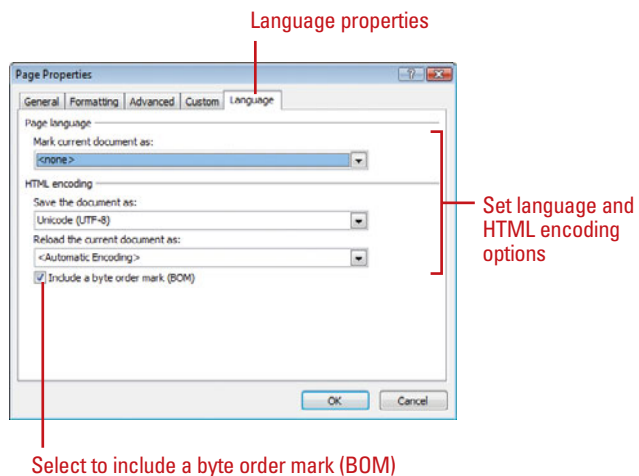 Language properties
Page Properties
General Formatting Advanced Custom Language
Page language
Mark current document as:
<none>
HTML encoding
Save the document as:
Unicode (UTF-8)
Reload the current document as:
<Automatic Encoding>
Include a byte order mark (BOM)
Set language and
HTML encoding
options
OK Cancel
Select to include a byte order mark (BOM)